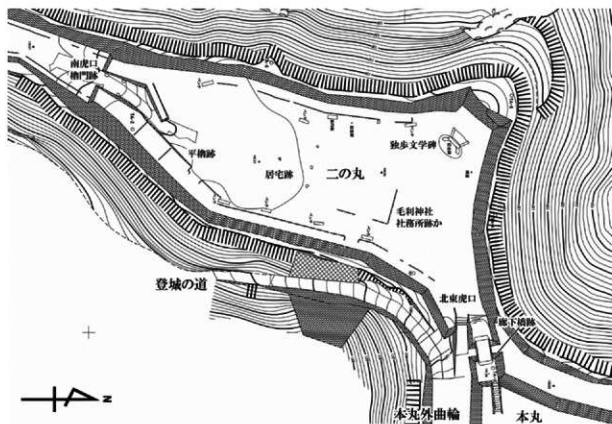 南虎口
櫓門跡
平櫓跡
居宅跡
二の丸
独歩文学碑
毛利神社
社務所跡か
登城の道
北東虎口
廊下橋跡
本丸外曲輪
本丸
N